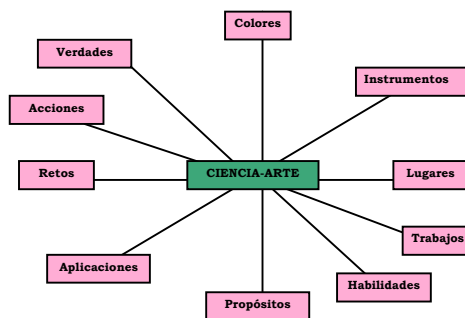 Colores
Verdades
Instrumentos
Acciones
Retos
CIENCIA-ARTE
Lugares
Trabajos
Aplicaciones
Habilidades
Propósitos